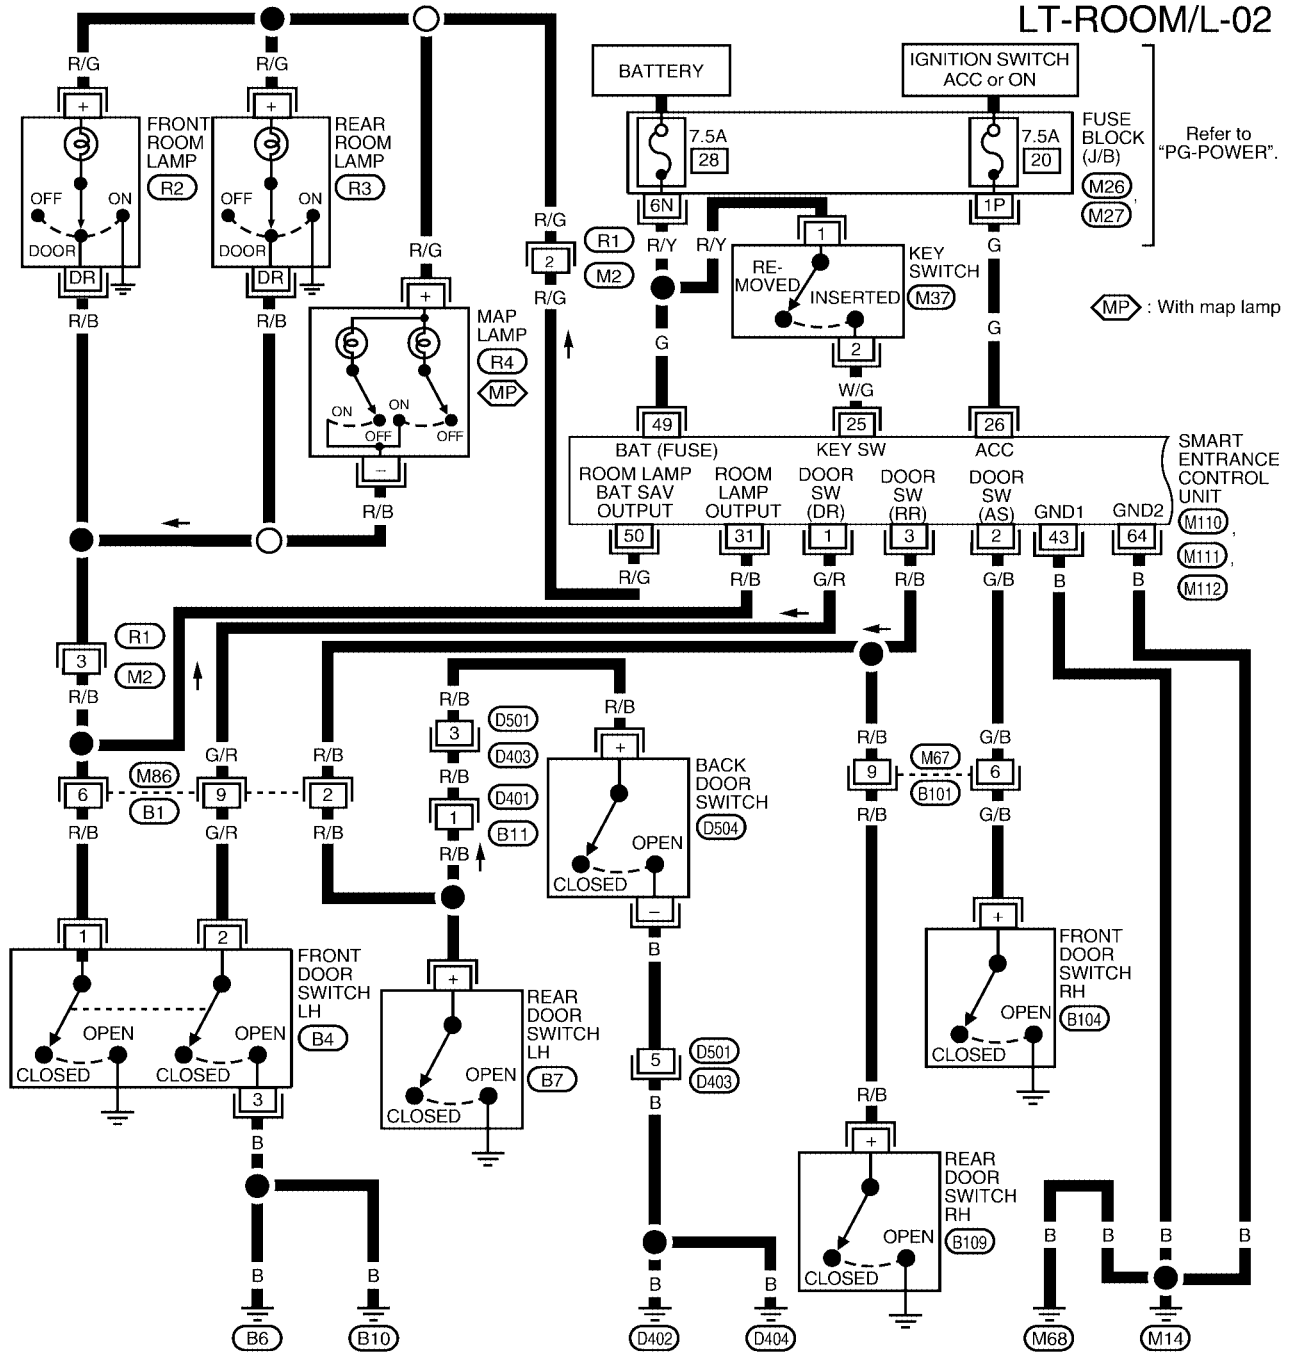 LT-ROOM/L-02
R/G
R/G
BATTERY
IGNITION SWITCH
ACC or ON
+
+
FRONT
ROOM
LAMP
R2
REAR
ROOM
LAMP
R3
7.5A
28
7.5A
20
FUSE
BLOCK
(J/B)
M26 ,
M27
Refer to
"PG-POWER".
OFF
ON
DOOR
DR
OFF
ON
DOOR
DR
R/B
R/B
R/G
R/G
2
R/G
R1
M2
6N
R/Y
R/Y
1P
G
1
RE-
MOVED
INSERTED
KEY
SWITCH
M37
2
W/G
G
G
MP : With map lamp
+
MAP
LAMP
R4
MP
ON
ON
OFF
OFF
–
R/B
49
25
26
BAT (FUSE)
KEY SW
ACC
ROOM LAMP
BAT SAV
OUTPUT
ROOM
LAMP
OUTPUT
DOOR
SW
(DR)
DOOR
SW
(RR)
DOOR
SW
(AS)
GND1
GND2
SMART
ENTRANCE
CONTROL
UNIT
M110 ,
M111 ,
M112
50
31
1
3
2
43
64
R/G
R/B
G/R
R/B
G/B
B
B
3
R1
M2
R/B
G/R
R/B
6
M86
B1
9
2
R/B
G/R
R/B
R/B
3
D501
D403
R/B
1
D401
B11
R/B
R/B
+
BACK
DOOR
SWITCH
D504
OPEN
CLOSED
–
B
R/B
G/B
9
M67
B101
6
R/B
G/B
1
2
FRONT
DOOR
SWITCH
LH
B4
OPEN
CLOSED
OPEN
CLOSED
3
B
+
REAR
DOOR
SWITCH
LH
B7
OPEN
CLOSED
5
D501
D403
B
+
FRONT
DOOR
SWITCH
RH
B104
OPEN
CLOSED
R/B
+
REAR
DOOR
SWITCH
RH
B109
OPEN
CLOSED
B
B
B
B
B
B
B
B
B6
B10
D402
D404
M68
M14